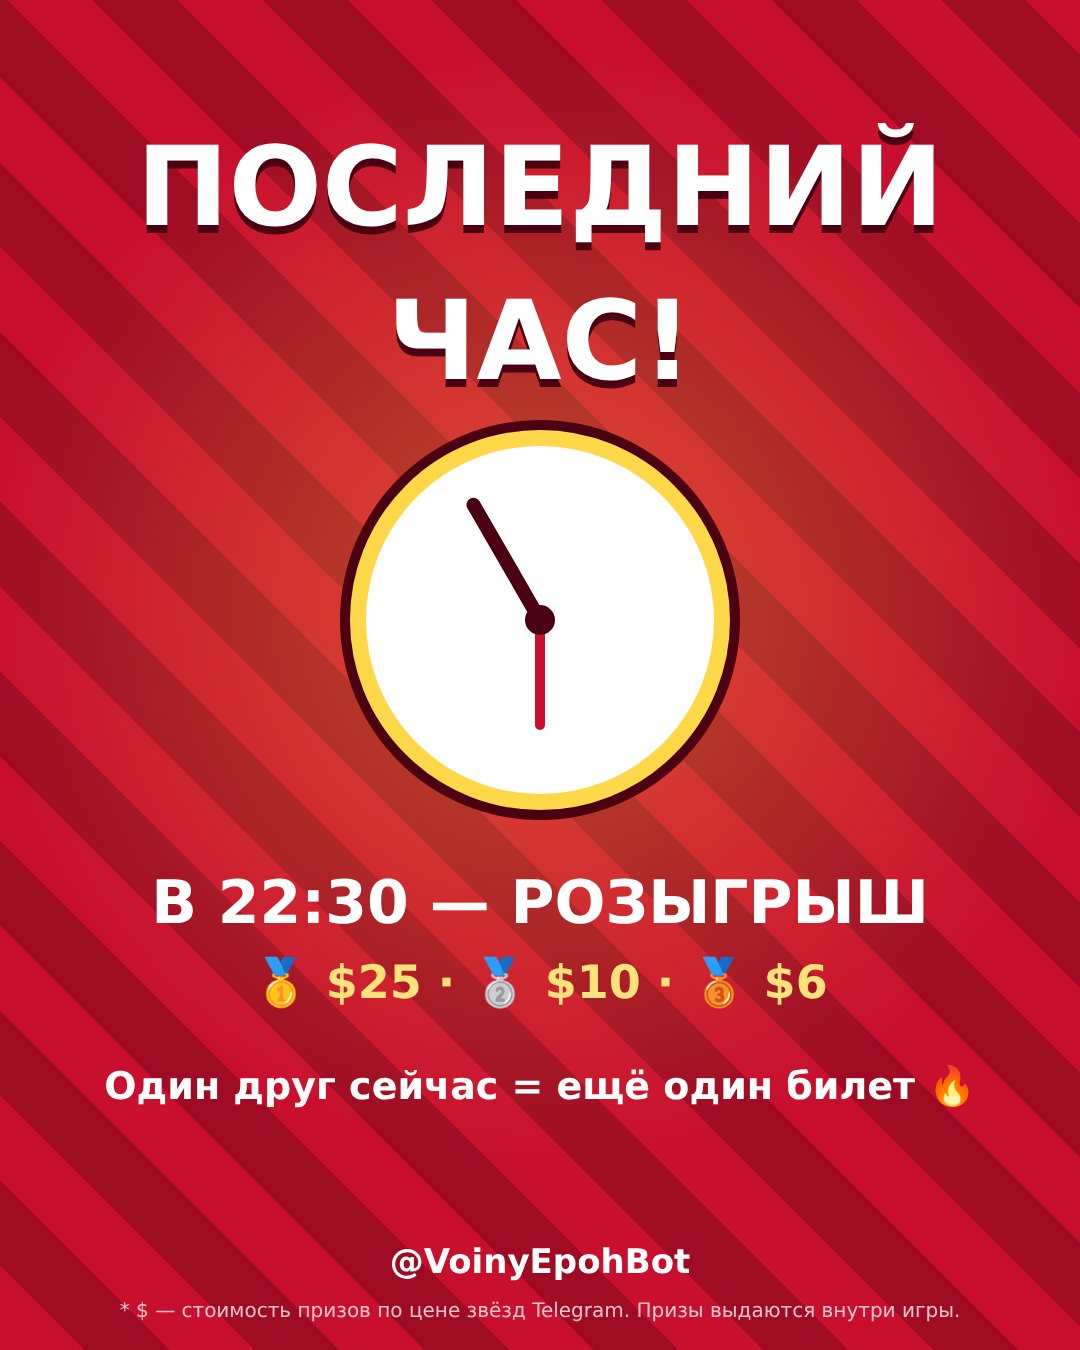 ПОСЛЕДНИЙ
ЧАС!
В 22:30 — РОЗЫГРЫШ
🥇 $25 · 🥈 $10 · 🥉 $6
Один друг сейчас = ещё один билет 🔥
@VoinyEpohBot
* $ — стоимость призов по цене звёзд Telegram. Призы выдаются внутри игры.